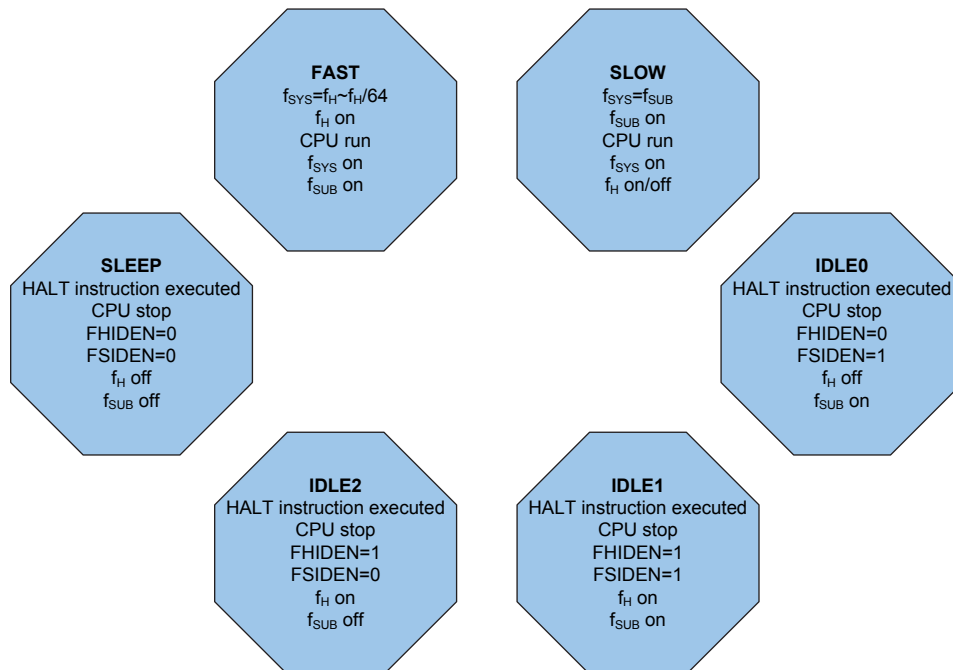 FAST
fSYS=fH~fH/64
fH on
CPU run
fSYS on
fSUB on
SLOW
fSYS=fSUB
fSUB on
CPU run
fSYS on
fH on/off
SLEEP
HALT instruction executed
CPU stop
FHIDEN=0
FSIDEN=0
fH off
fSUB off
IDLE0
HALT instruction executed
CPU stop
FHIDEN=0
FSIDEN=1
fH off
fSUB on
IDLE2
HALT instruction executed
CPU stop
FHIDEN=1
FSIDEN=0
fH on
fSUB off
IDLE1
HALT instruction executed
CPU stop
FHIDEN=1
FSIDEN=1
fH on
fSUB on